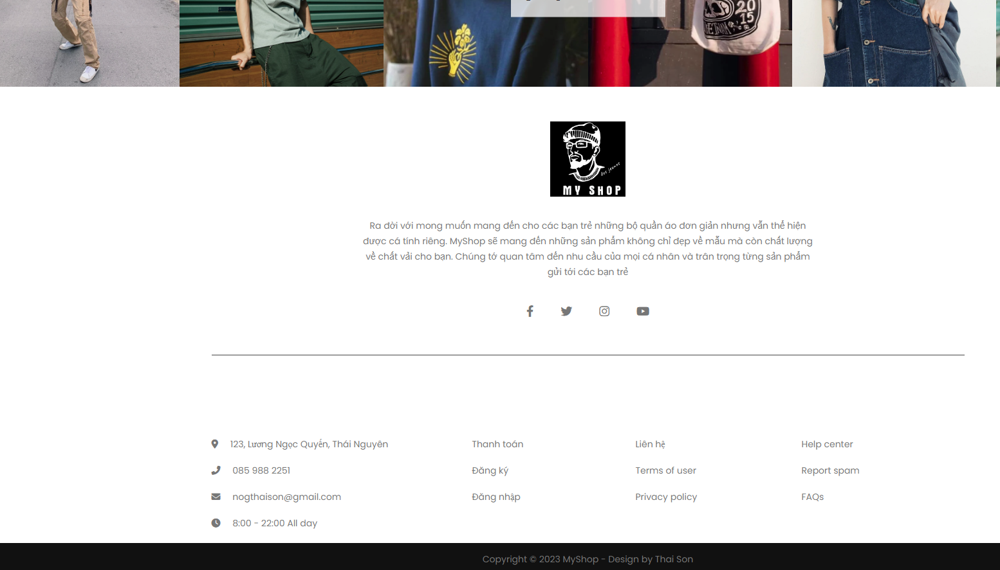 20
15
VIETNAM
des jeunes
MY SHOP
Ra đời với mong muốn mang đến cho các bạn trẻ những bộ quần áo đơn giản nhưng vẫn thể hiện
được cá tính riêng. MyShop sẽ mang đến những sản phẩm không chỉ đẹp về mẫu mà còn chất lượng
về chất vải cho bạn. Chúng tớ quan tâm đến nhu cầu của mọi cá nhân và trân trọng từng sản phẩm
gửi tới các bạn trẻ
123, Lương Ngọc Quyến, Thái Nguyên
Thanh toán
Liên hệ
Help center
085 988 2251
Đăng ký
Terms of user
Report spam
nogthaison@gmail.com
Đăng nhập
Privacy policy
FAQs
8:00 - 22:00 All day
Copyright © 2023 MyShop - Design by Thai Son